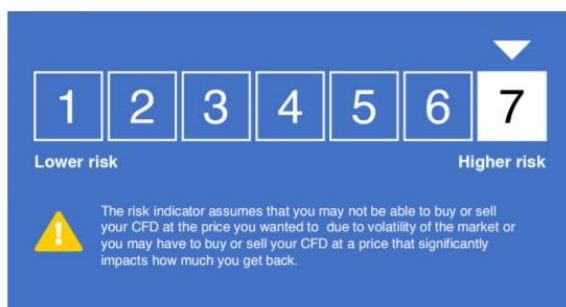 1 2 3 4 5 6 7
Lower risk Higher risk
The risk indicator assumes that you may not be able to buy or sell
your CFD at the price you wanted to due to volatility of the market or
you may have to buy or sell your CFD at a price that significantly
impacts how much you get back.